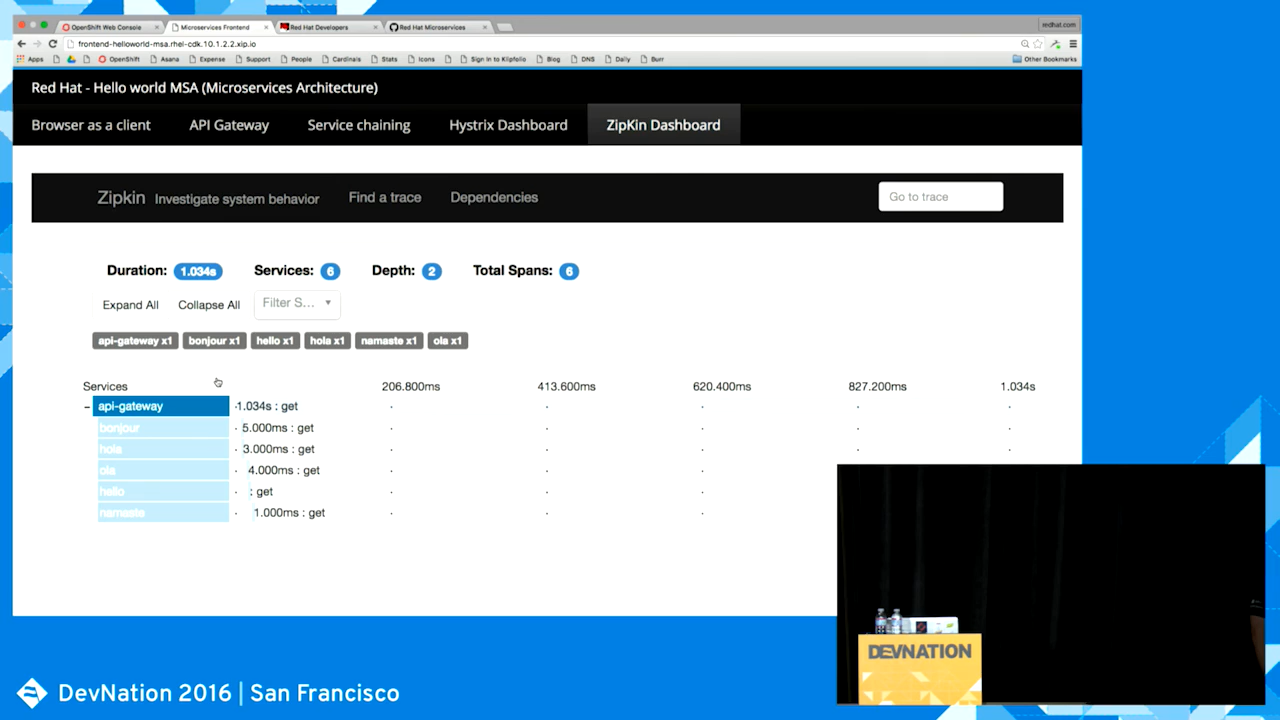 OpenShift Web Console
Microservices Frontend
Red Hat Developers
Red Hat Microservices
redhat.com
frontend-helloworld-msa.rhel-cdk.10.1.2.2.xip.io
Apps
OpenShift
Asana
Expense
Support
People
Cardinals
Stats
Icons
Sign In to Klipfolio
Blog
DNS
Daily
Burr
Other Bookmarks
Red Hat - Hello world MSA (Microservices Architecture)
Browser as a client
API Gateway
Service chaining
Hystrix Dashboard
ZipKin Dashboard
Zipkin Investigate system behavior
Find a trace
Dependencies
Go to trace
Duration: 1.034s
Services: 6
Depth: 2
Total Spans: 6
Expand All
Collapse All
Filter S...
api-gateway x1
bonjour x1
hello x1
hola x1
namaste x1
ola x1
Services
206.800ms
413.600ms
620.400ms
827.200ms
1.034s
api-gateway
1.034s : get
bonjour
5.000ms : get
hola
3.000ms : get
ola
4.000ms : get
hello
: get
namaste
1.000ms : get
DEVNATION
DevNation 2016 | San Francisco